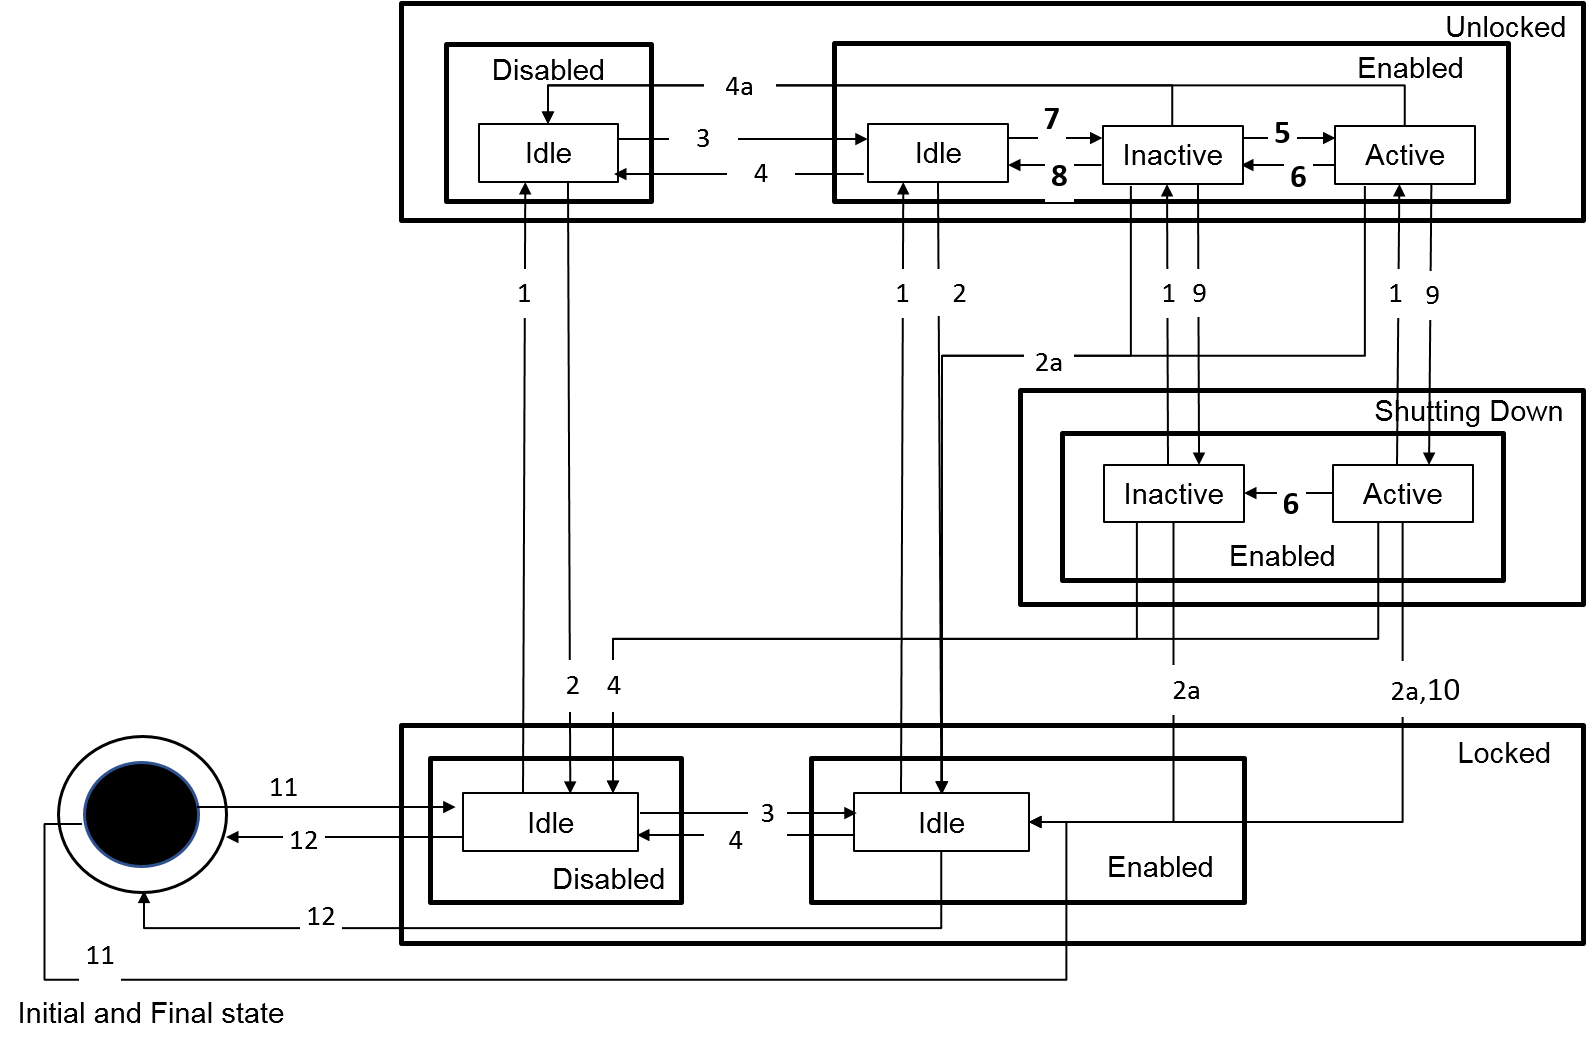 Unlocked
Disabled
Enabled
4a
7
5
3
Idle
Idle
Inactive
Active
4
8
6
1
1
2
1
9
1
9
2a
Shutting Down
Inactive
6
Active
Enabled
2
4
2a
2a,10
Locked
11
3
Idle
Idle
12
4
Enabled
Disabled
12
11
Initial and Final state